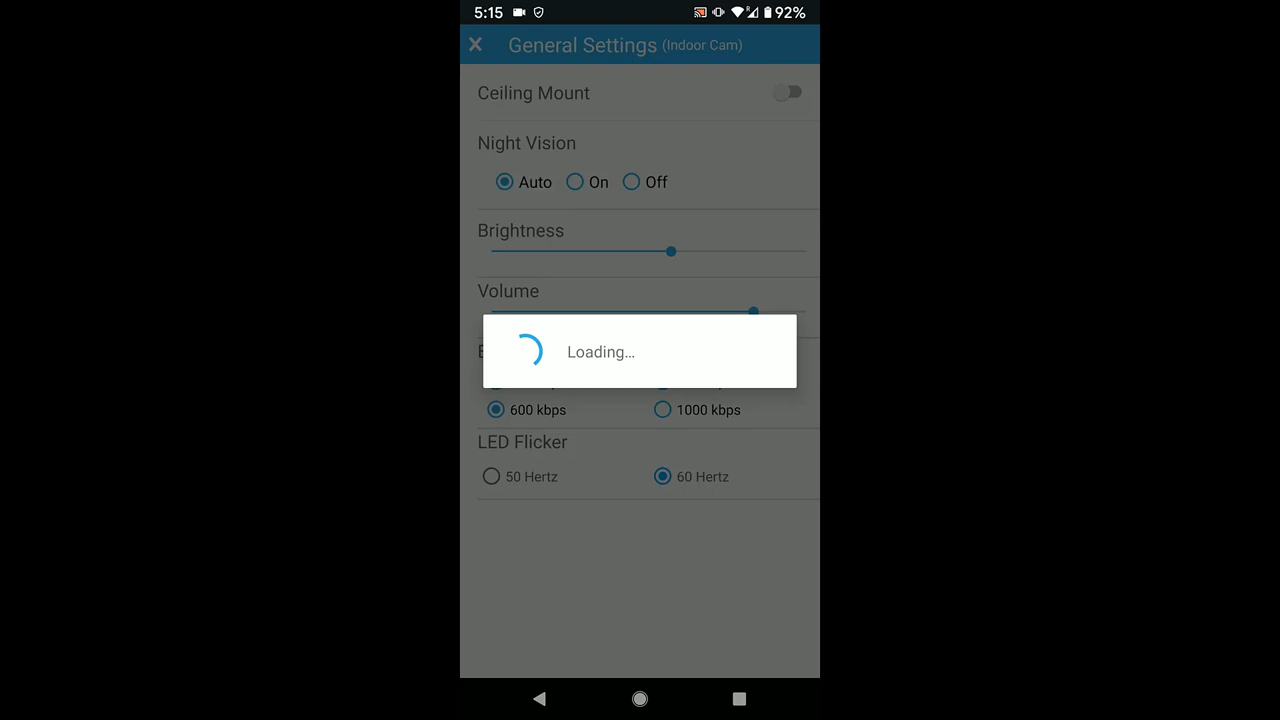 5:15 92%
General Settings (Indoor Cam)
Ceiling Mount
Night Vision
Auto On Off
Brightness
Volume
Loading...
600 kbps 1000 kbps
LED Flicker
50 Hertz 60 Hertz